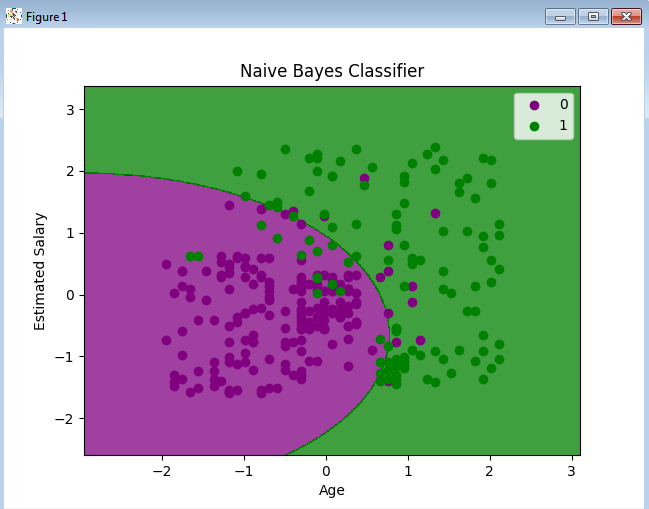 Figure 1
Naive Bayes Classifier
0
1
3
2
1
0
−1
−2
Estimated Salary
−2 −1 0 1 2 3
Age